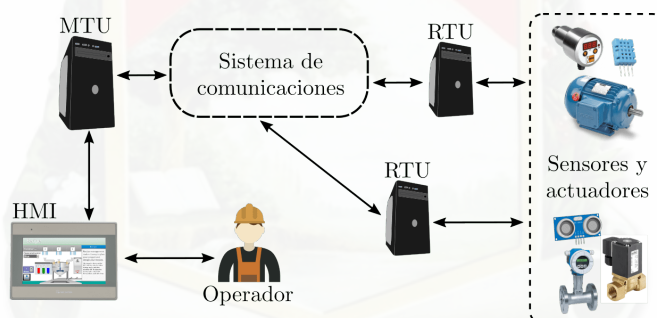 MTU
Sistema de
comunicaciones
RTU
Sensores y
actuadores
RTU
HMI
Operador